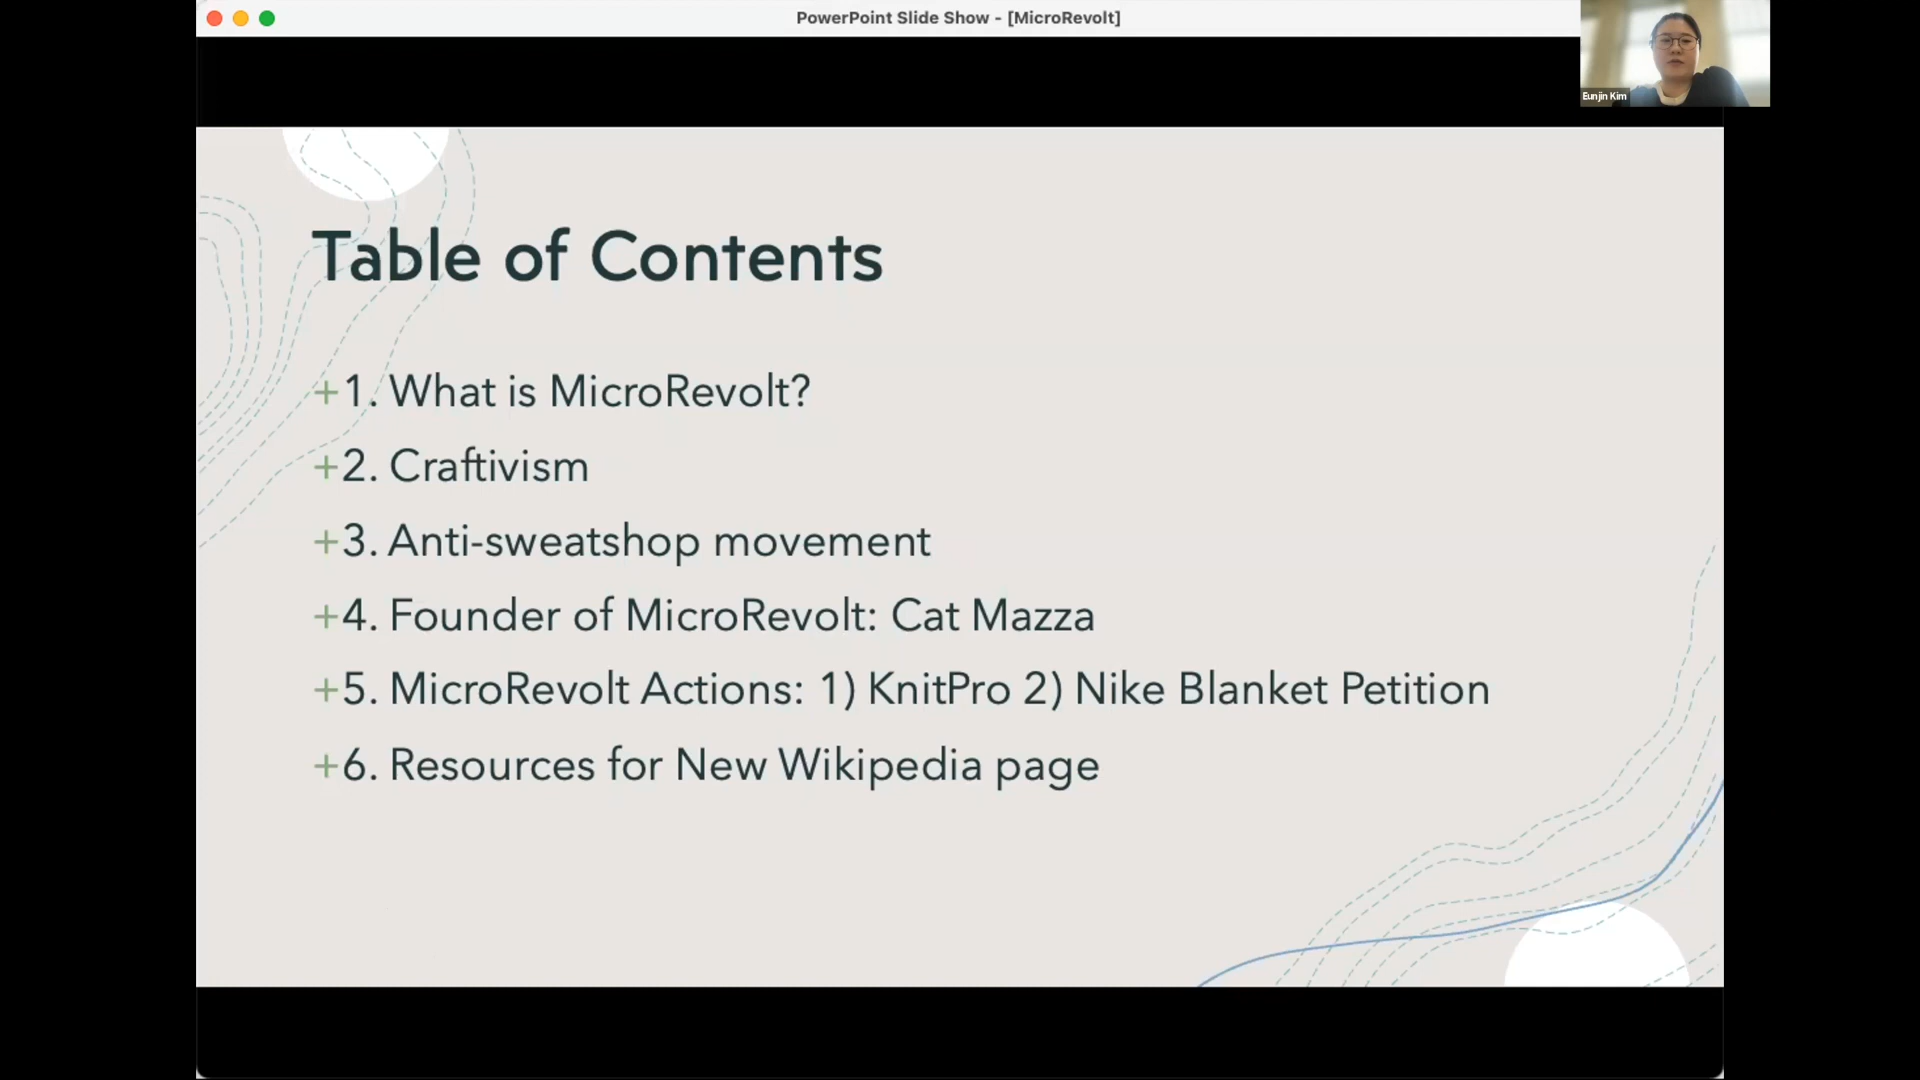 PowerPoint Slide Show - [MicroRevolt]
Eunjin Kim
Table of Contents
+1. What is MicroRevolt?
+2. Craftivism
+3. Anti-sweatshop movement
+4. Founder of MicroRevolt: Cat Mazza
+5. MicroRevolt Actions: 1) KnitPro 2) Nike Blanket Petition
+6. Resources for New Wikipedia page